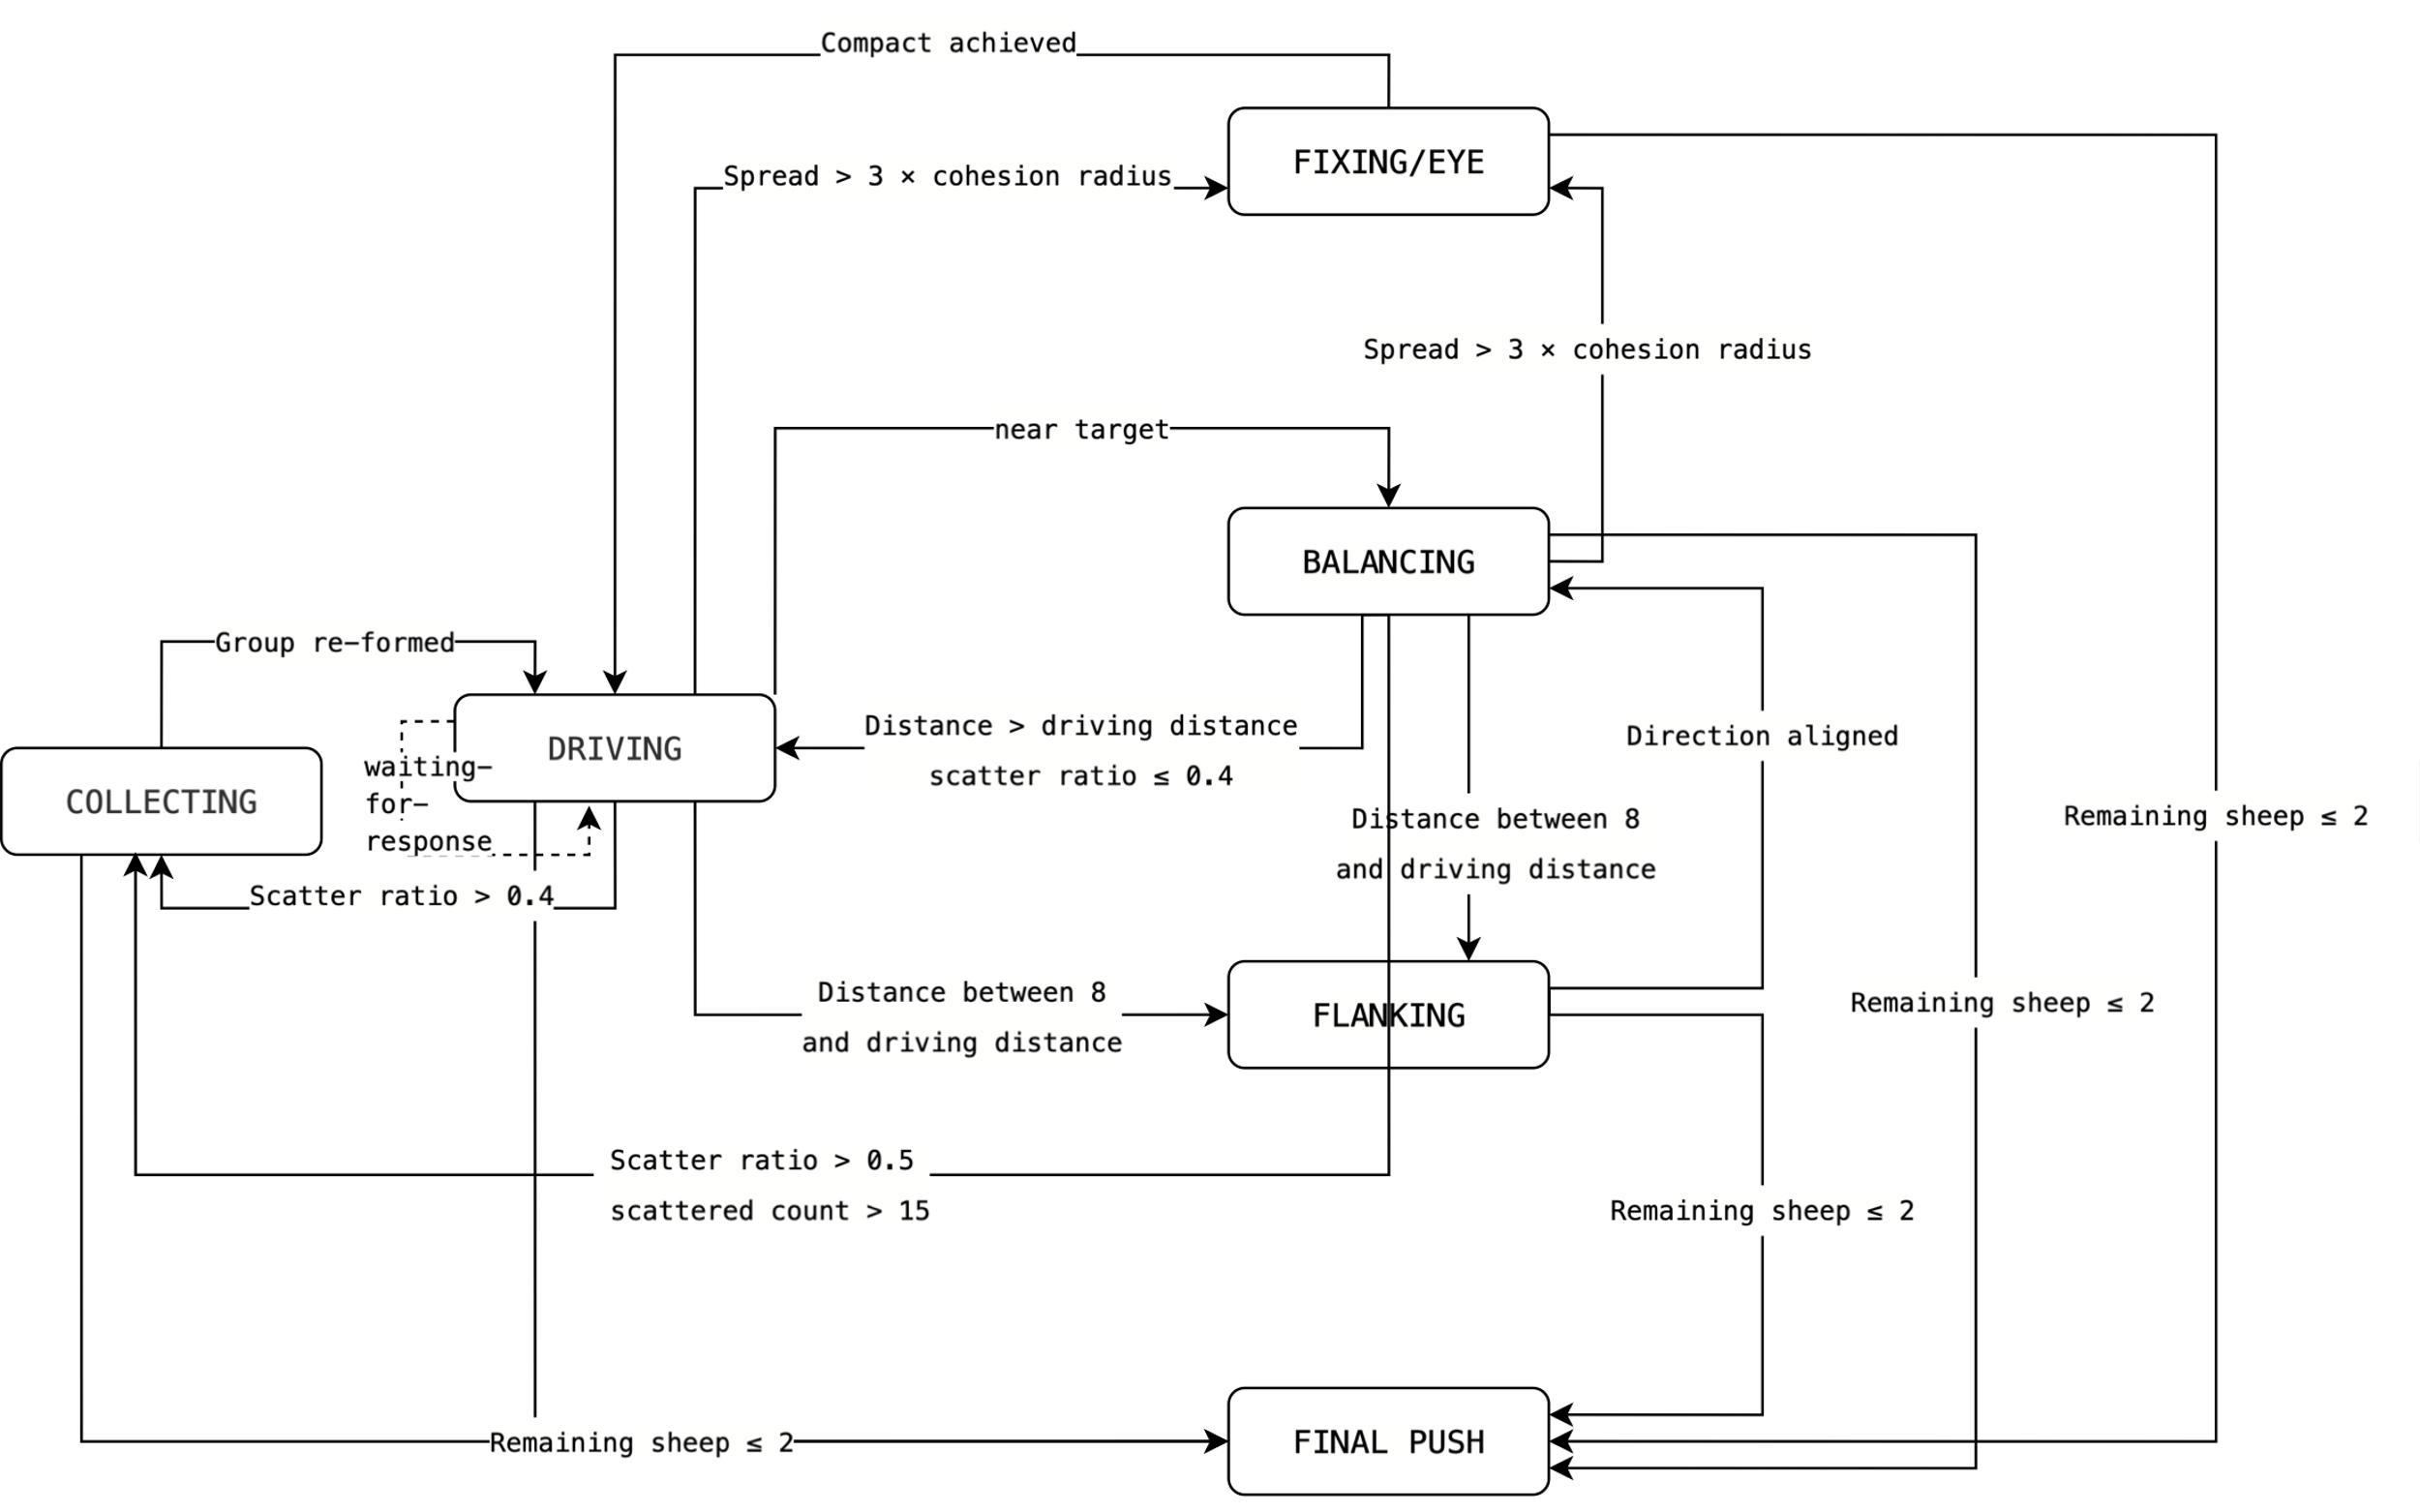 Compact achieved
FIXING/EYE
Spread > 3 × cohesion radius
Spread > 3 × cohesion radius
near target
BALANCING
Group re-formed
DRIVING
Distance > driving distance
scatter ratio ≤ 0.4
Direction aligned
waiting-
for-
response
COLLECTING
Distance between 8
and driving distance
Remaining sheep ≤ 2
Scatter ratio > 0.4
Distance between 8
and driving distance
FLANKING
Remaining sheep ≤ 2
Scatter ratio > 0.5
scattered count > 15
Remaining sheep ≤ 2
Remaining sheep ≤ 2
FINAL PUSH